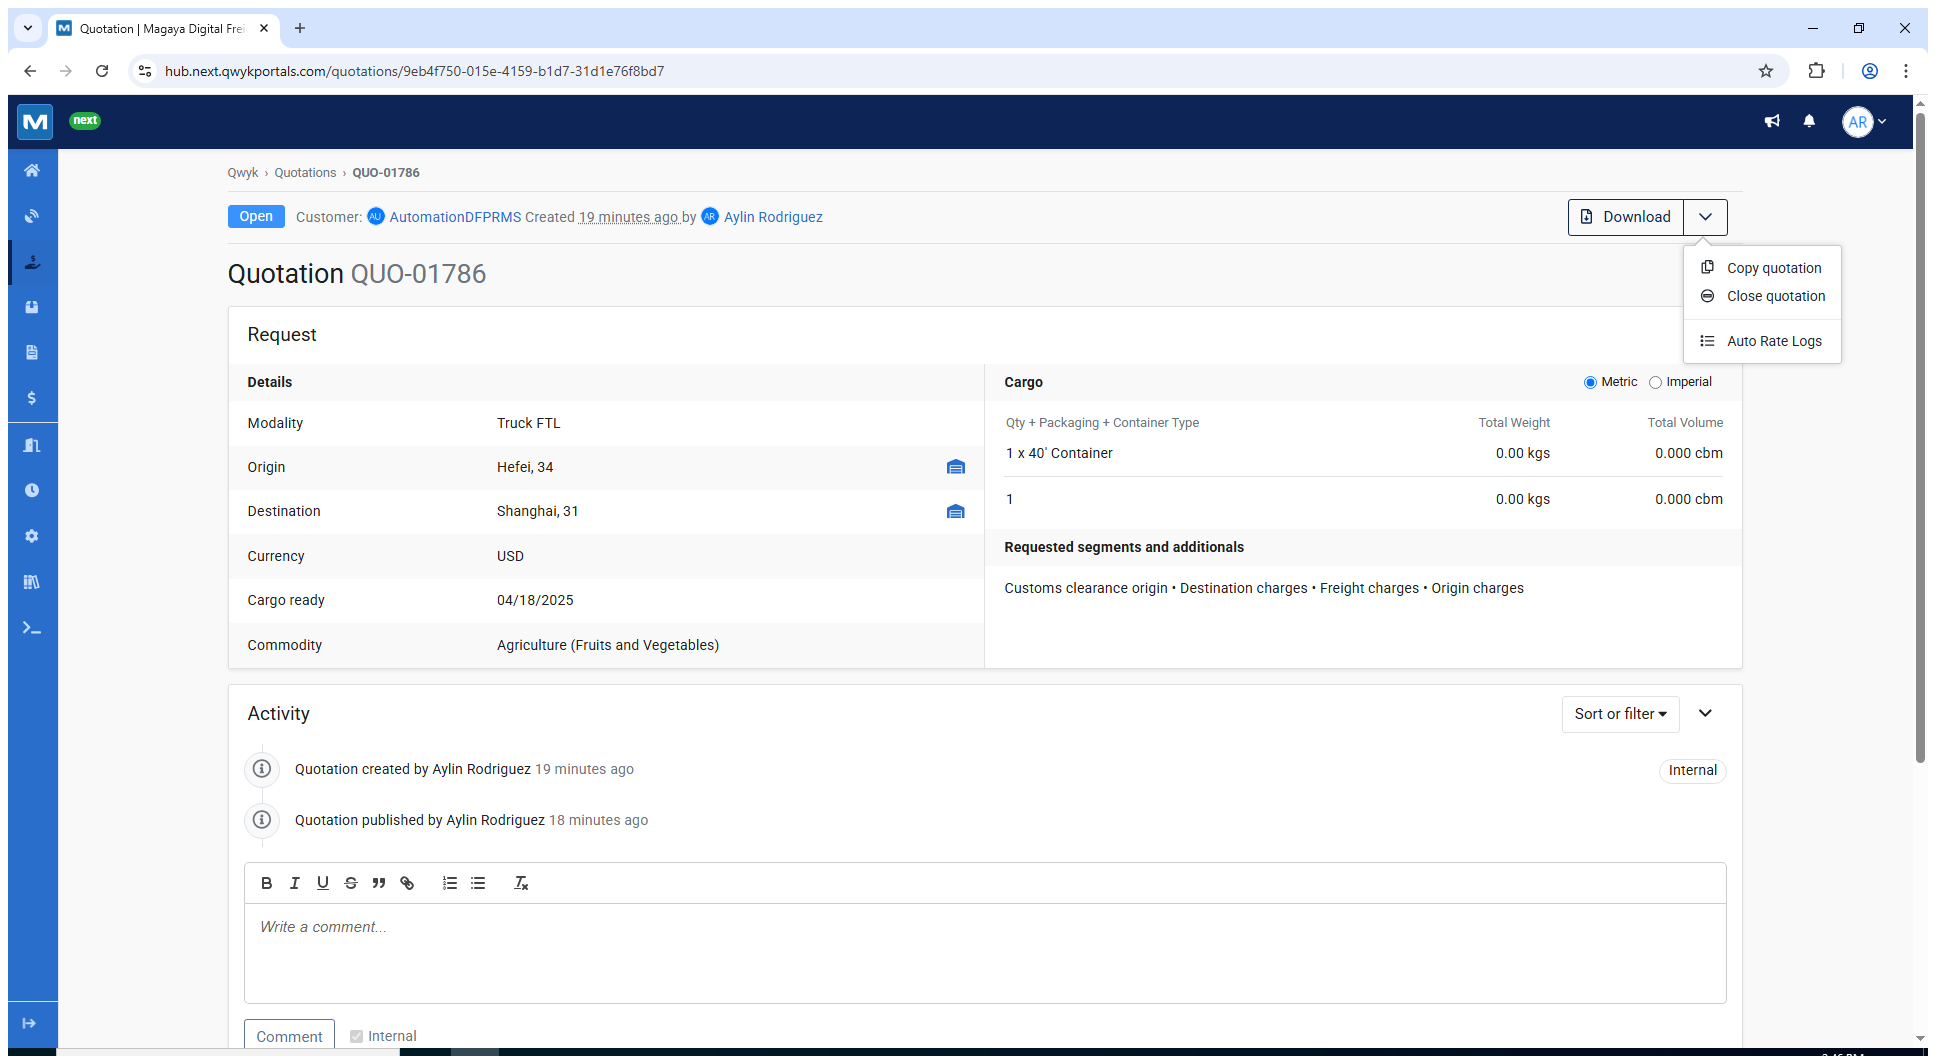 Quotation | Magaya Digital Frei
hub.next.qwykportals.com/quotations/9eb4f750-015e-4159-b1d7-31d1e76f8bd7
M next AR
Qwyk › Quotations › QUO-01786
Open Customer: AU AutomationDFPRMS Created 19 minutes ago by AR Aylin Rodriguez Download
Quotation QUO-01786
Copy quotation
Close quotation
Auto Rate Logs
Request
Details
Modality Truck FTL
Origin Hefei, 34
Destination Shanghai, 31
Currency USD
Cargo ready 04/18/2025
Commodity Agriculture (Fruits and Vegetables)
Cargo Metric Imperial
Qty + Packaging + Container Type Total Weight Total Volume
1 x 40' Container 0.00 kgs 0.000 cbm
1 0.00 kgs 0.000 cbm
Requested segments and additionals
Customs clearance origin • Destination charges • Freight charges • Origin charges
Activity Sort or filter
Quotation created by Aylin Rodriguez 19 minutes ago Internal
Quotation published by Aylin Rodriguez 18 minutes ago
Write a comment...
Comment Internal